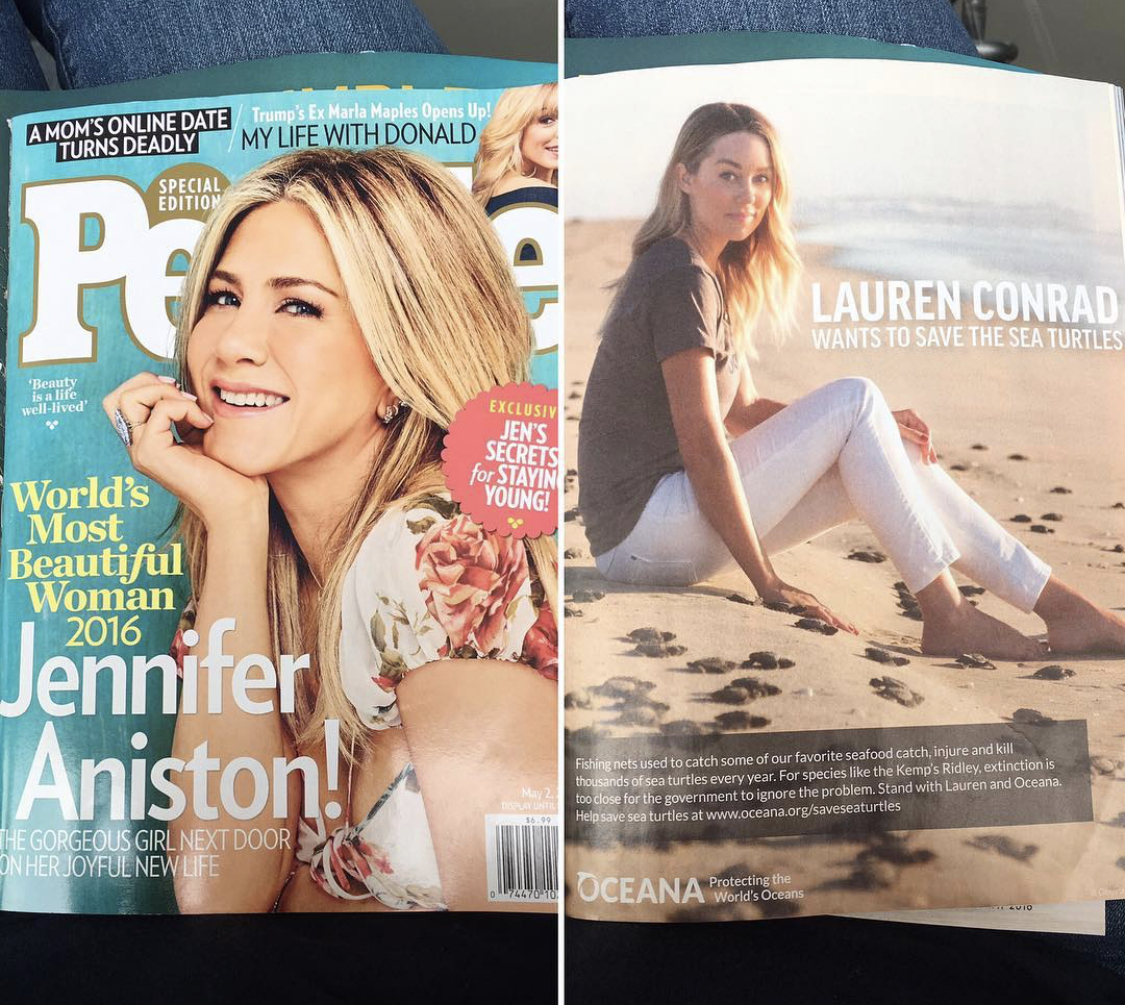 A MOM'S ONLINE DATE
TURNS DEADLY
Trump's Ex Marla Maples Opens Up!
MY LIFE WITH DONALD
SPECIAL
EDITION
'Beauty
is a life
well-lived'
EXCLUSIV
JEN'S
SECRETS
for STAYIN
YOUNG!
World's
Most
Beautiful
Woman
2016
Jennifer
Aniston!
THE GORGEOUS GIRL NEXT DOOR
ON HER JOYFUL NEW LIFE
May 2,
DISPLAY UNTIL
$6.99
0 74470 10
LAUREN CONRAD
WANTS TO SAVE THE SEA TURTLES
Fishing nets used to catch some of our favorite seafood catch, injure and kill
thousands of sea turtles every year. For species like the Kemp's Ridley, extinction is
too close for the government to ignore the problem. Stand with Lauren and Oceana.
Help save sea turtles at www.oceana.org/saveseaturtles
OCEANA
Protecting the
World's Oceans
2016